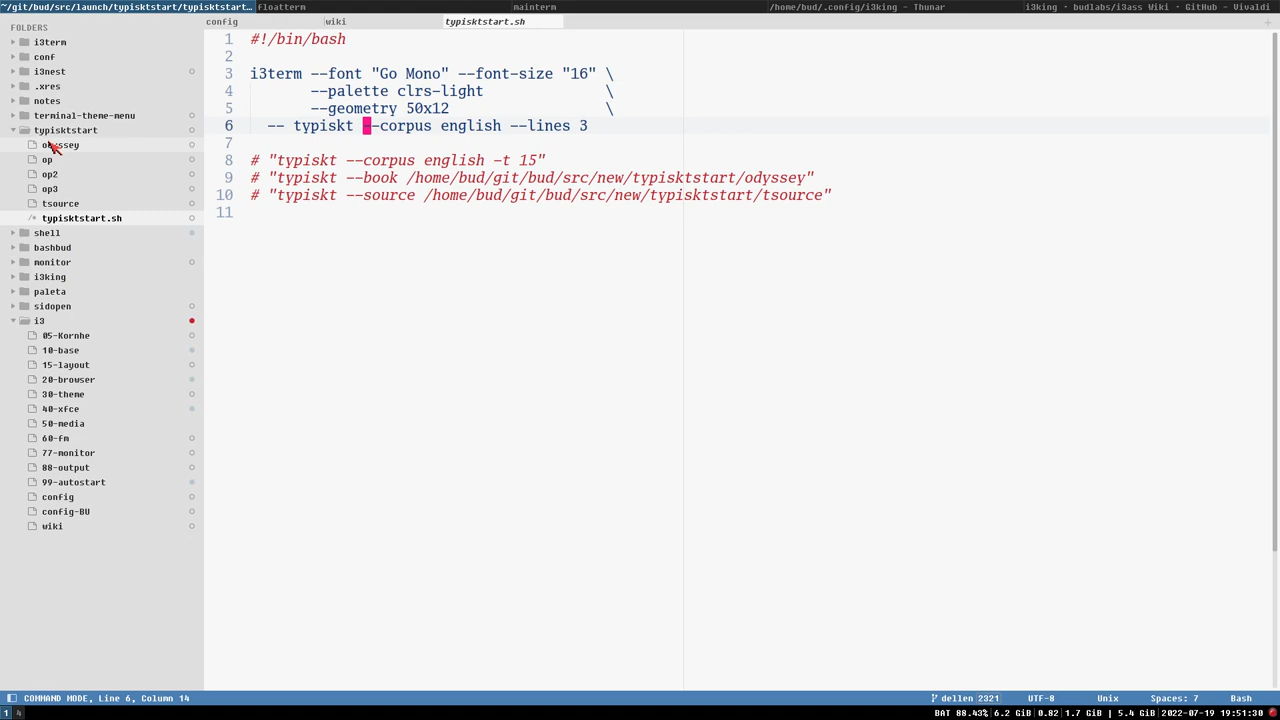 ~/git/bud/src/launch/typisktstart/typisktstart... floatterm mainterm /home/bud/.config/i3king - Thunar i3king - budlabs/i3ass Wiki - GitHub - Vivaldi
config wiki typisktstart.sh +
FOLDERS
i3term
conf
i3nest
.xres
notes
terminal-theme-menu
typisktstart
odyssey
op
op2
op3
tsource
/* typisktstart.sh
shell
bashbud
monitor
i3king
paleta
sidopen
i3
05-Kornhe
10-base
15-layout
20-browser
30-theme
40-xfce
50-media
60-fm
77-monitor
88-output
99-autostart
config
config-BU
wiki
1 #!/bin/bash
2
3 i3term --font "Go Mono" --font-size "16" \
4 --palette clrs-light \
5 --geometry 50x12 \
6 -- typiskt --corpus english --lines 3
7
8 # "typiskt --corpus english -t 15"
9 # "typiskt --book /home/bud/git/bud/src/new/typisktstart/odyssey"
10 # "typiskt --source /home/bud/git/bud/src/new/typisktstart/tsource"
11
COMMAND MODE, Line 6, Column 14 dellen 2321 UTF-8 Unix Spaces: 7 Bash
1 4 BAT 88.43% 6.2 GiB 0.82 1.7 GiB | 5.4 GiB 2022-07-19 19:51:30